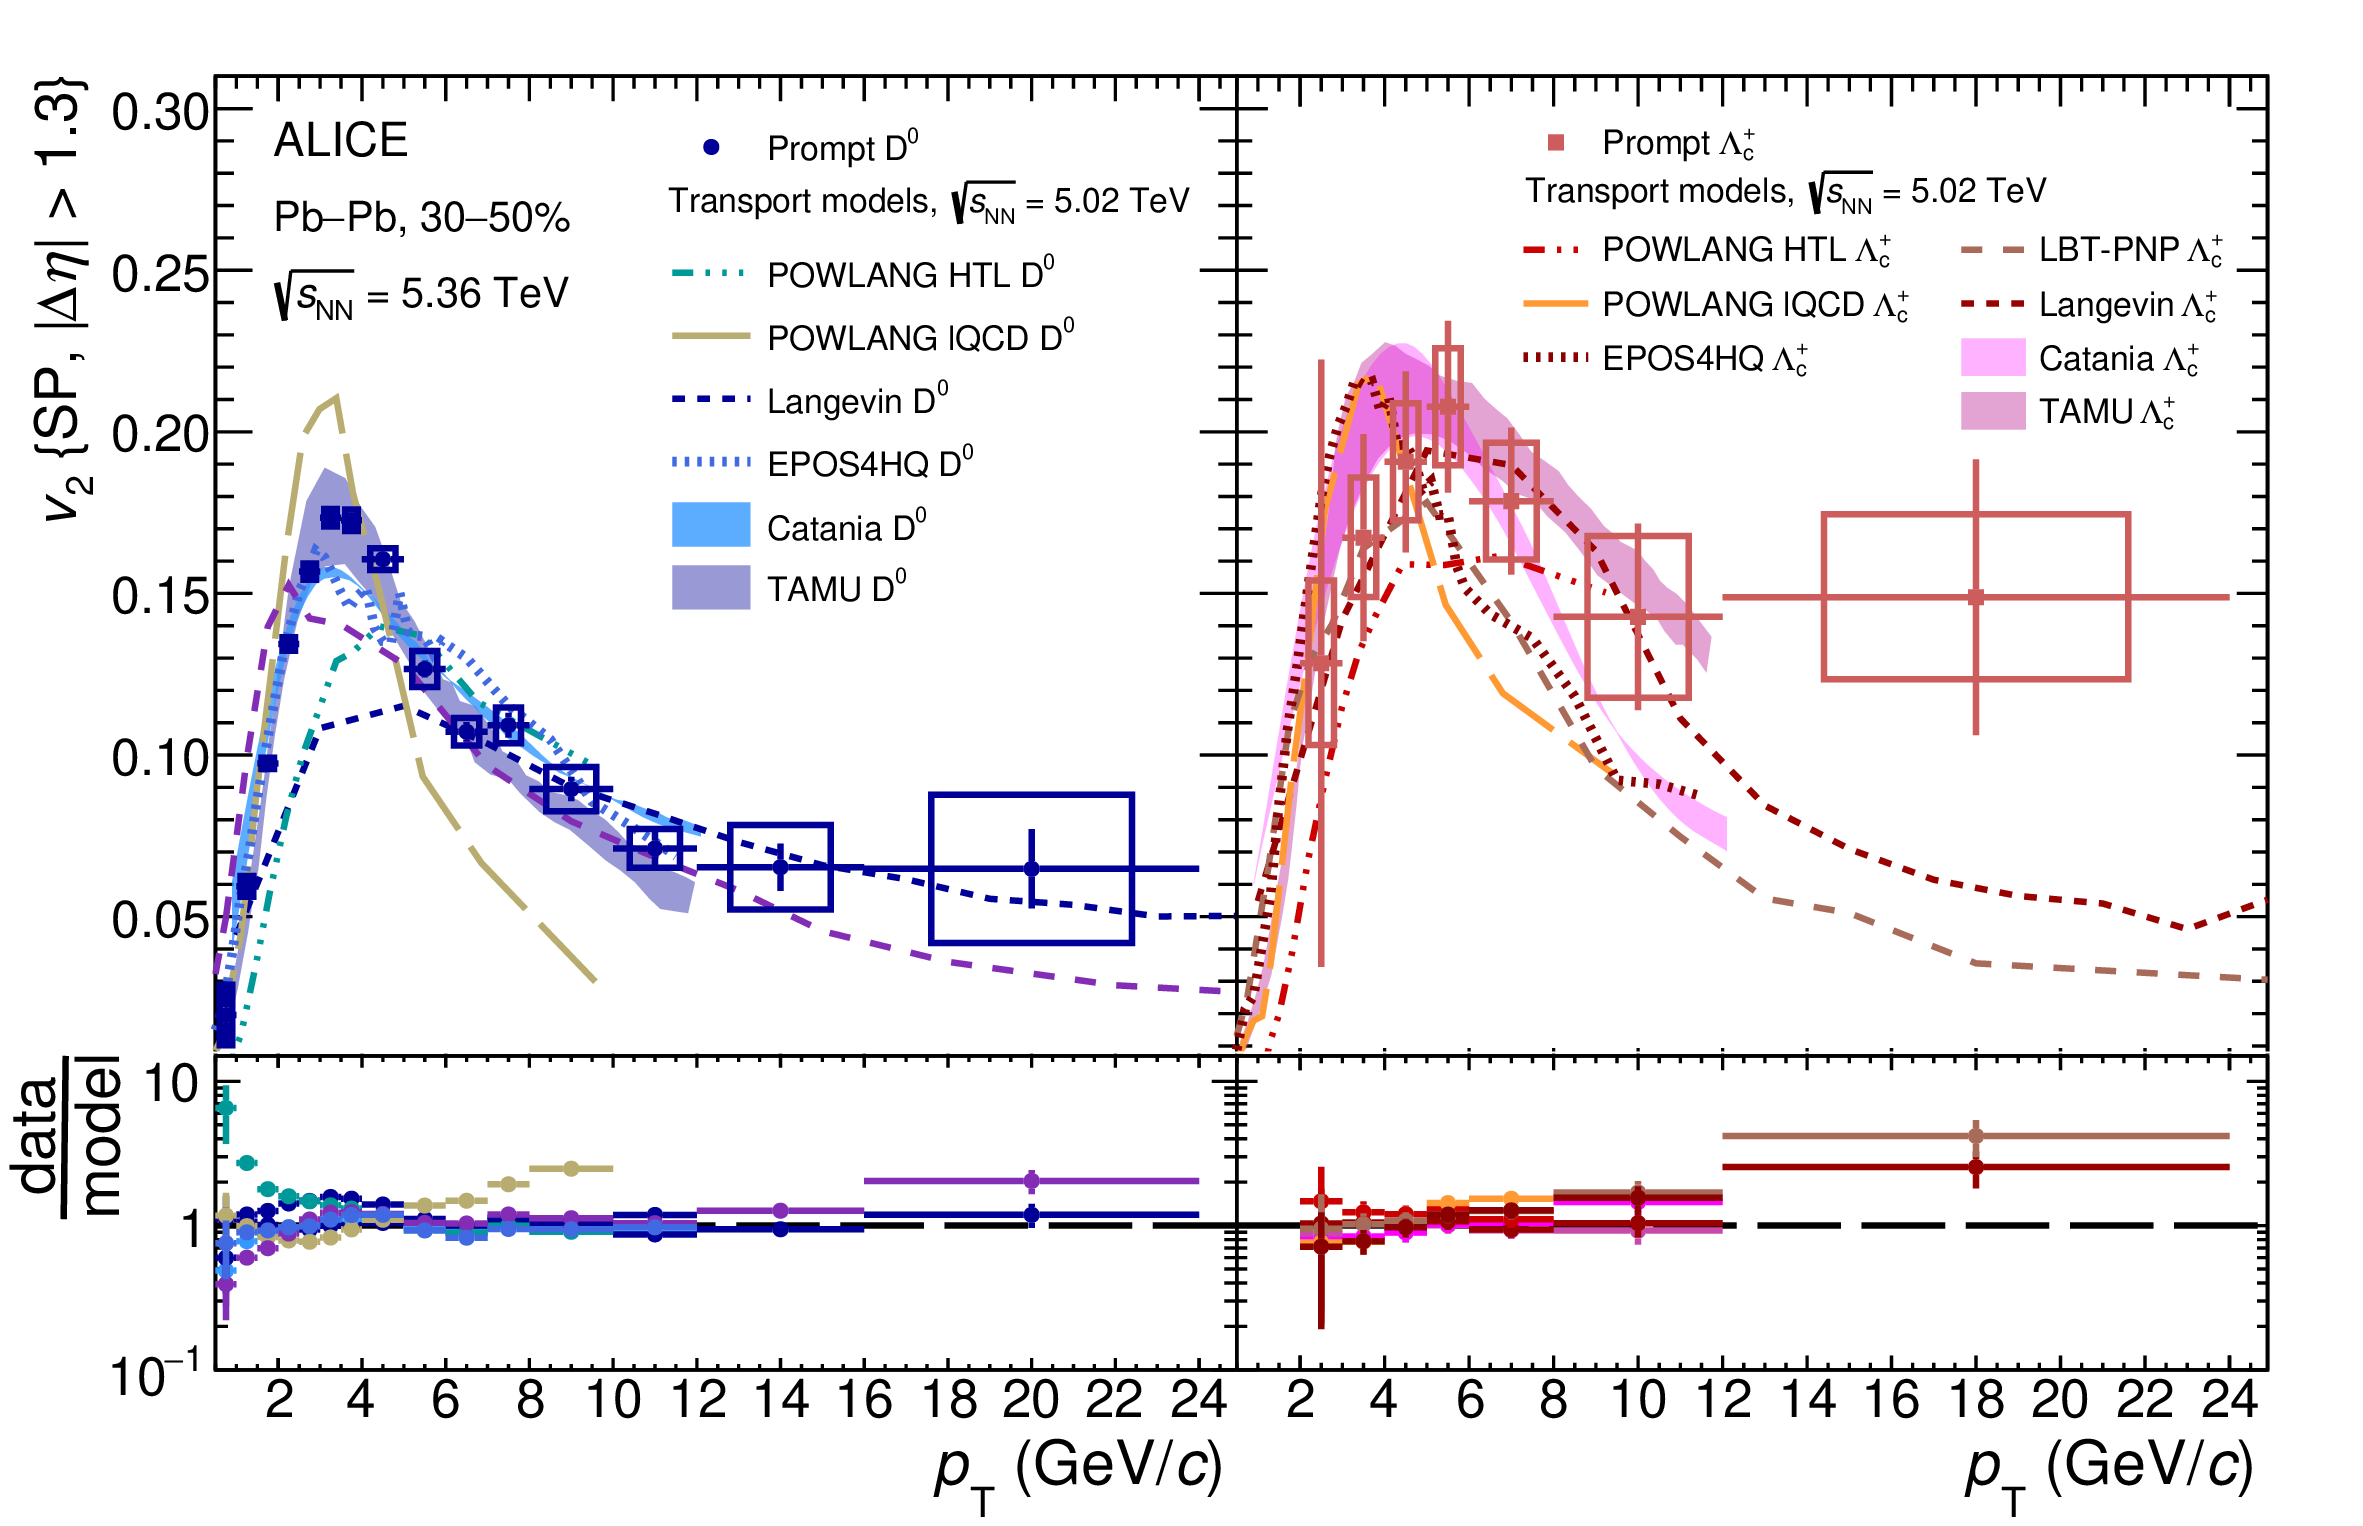 v2 {SP, |Δη| > 1.3}
0.30
0.25
0.20
0.15
0.10
0.05
ALICE
Pb–Pb, 30–50%
√sNN = 5.36 TeV
Prompt D⁰
Transport models, √sNN = 5.02 TeV
POWLANG HTL D⁰
POWLANG lQCD D⁰
Langevin D⁰
EPOS4HQ D⁰
Catania D⁰
TAMU D⁰
Prompt Λc⁺
Transport models, √sNN = 5.02 TeV
POWLANG HTL Λc⁺
POWLANG lQCD Λc⁺
EPOS4HQ Λc⁺
LBT-PNP Λc⁺
Langevin Λc⁺
Catania Λc⁺
TAMU Λc⁺
data
model
10
1
10⁻¹
2 4 6 8 10 12 14 16 18 20 22 24
2 4 6 8 10 12 14 16 18 20 22 24
pT (GeV/c)
pT (GeV/c)